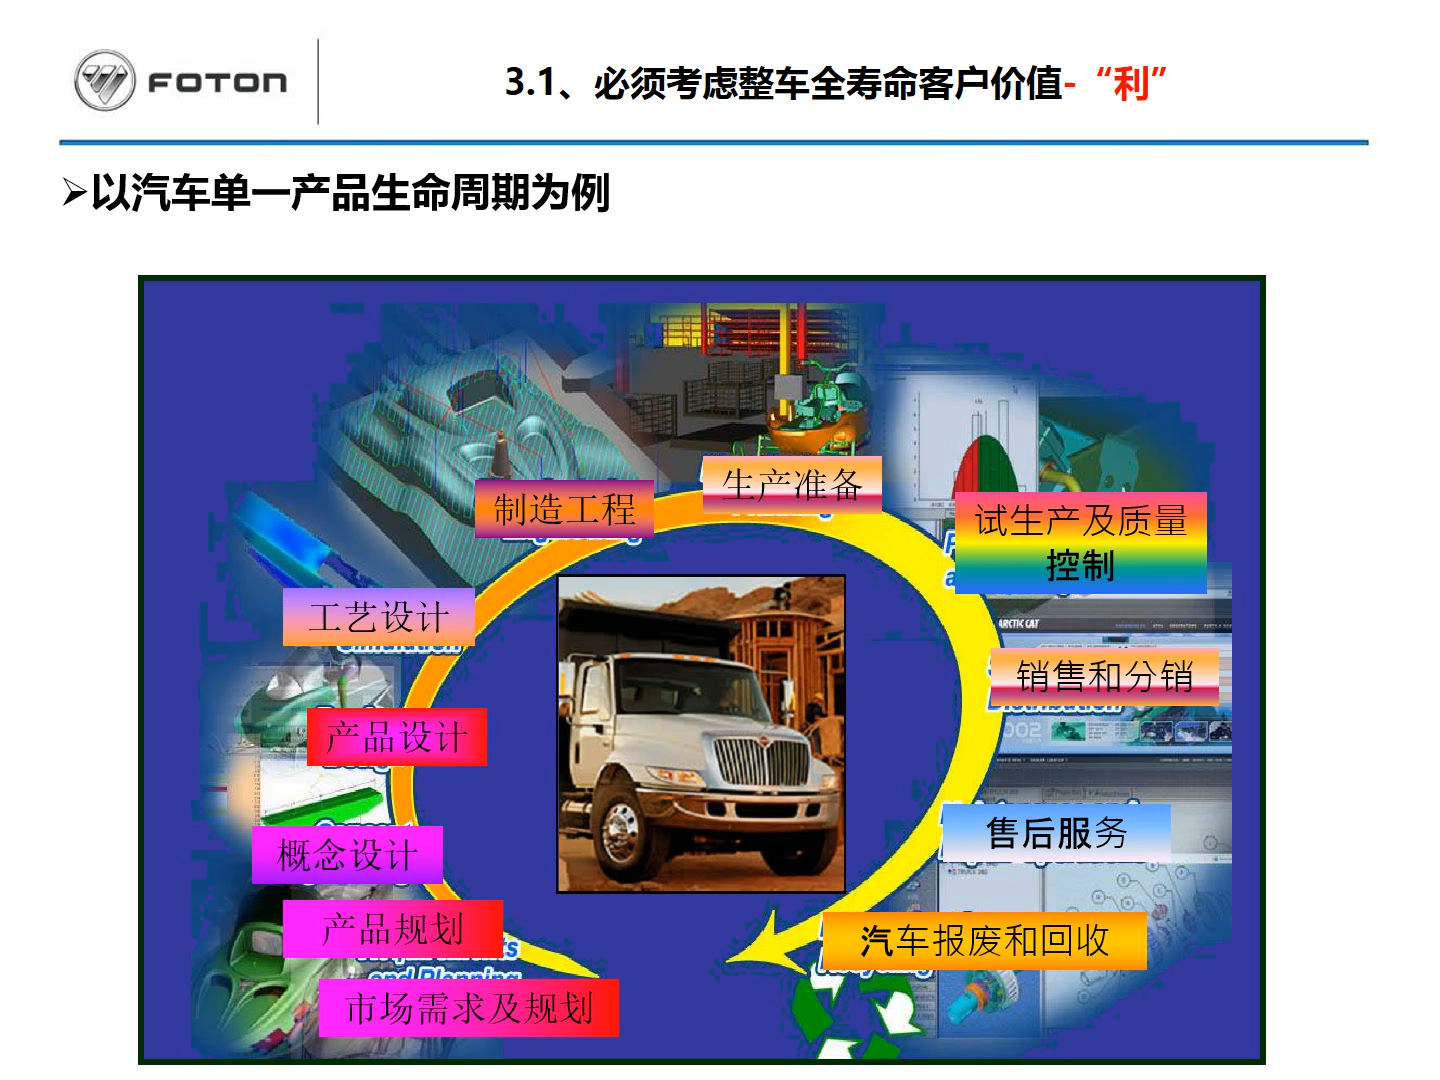 FOTON
3.1、必须考虑整车全寿命客户价值-“利”
➢以汽车单一产品生命周期为例
生产准备
制造工程
试生产及质量
控制
工艺设计
ARCTIC CAT
销售和分销
产品设计
售后服务
概念设计
产品规划
汽车报废和回收
and Planning
市场需求及规划